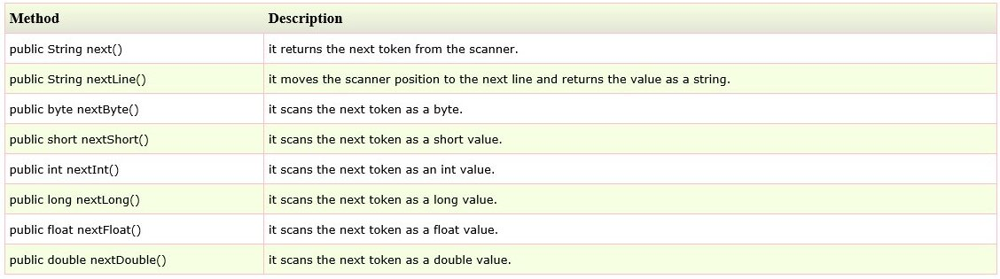 Method Description
public String next() it returns the next token from the scanner.
public String nextLine() it moves the scanner position to the next line and returns the value as a string.
public byte nextByte() it scans the next token as a byte.
public short nextShort() it scans the next token as a short value.
public int nextInt() it scans the next token as an int value.
public long nextLong() it scans the next token as a long value.
public float nextFloat() it scans the next token as a float value.
public double nextDouble() it scans the next token as a double value.